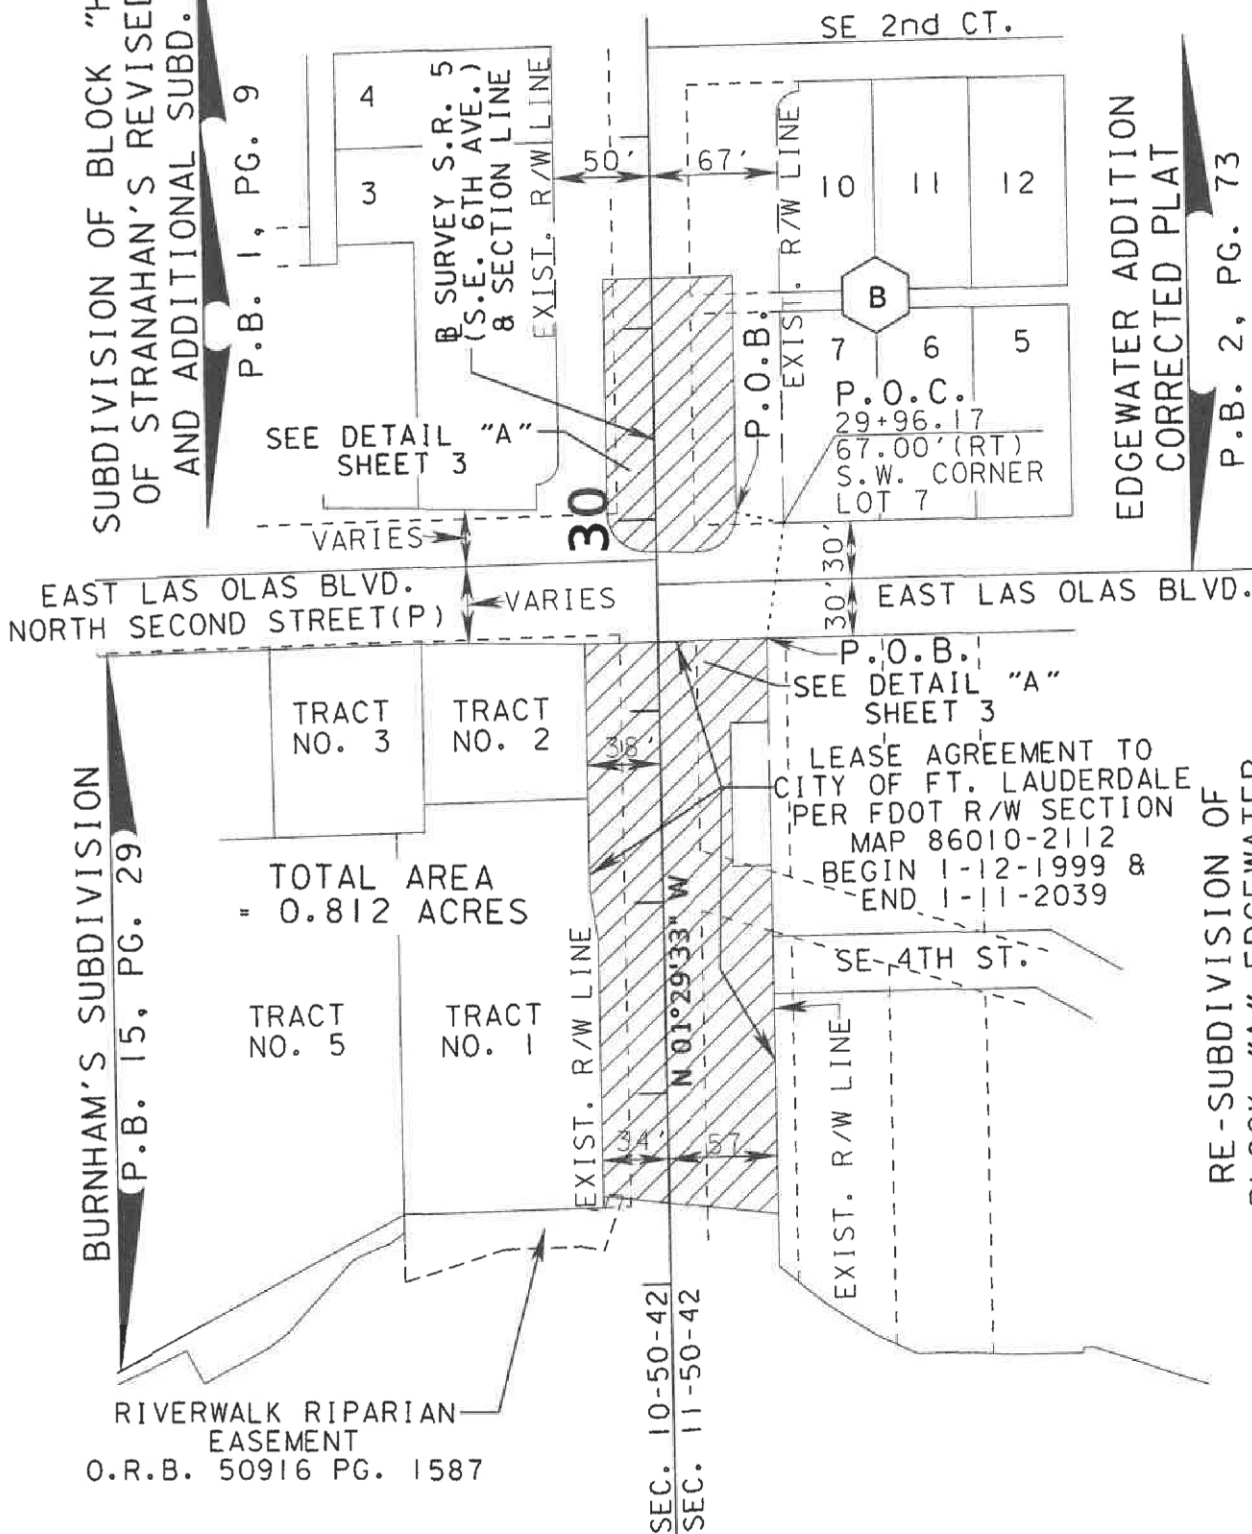 SUBDIVISION OF BLOCK "H
OF STRANAHAN'S REVISED
AND ADDITIONAL SUBD.
P.B. 1, PG. 9
4
3
EXIST. R/W LINE
B SURVEY S.R. 5
(S.E. 6TH AVE.)
& SECTION LINE
SE 2nd CT.
50'
67'
EXIST. R/W LINE
10
11
12
B
7
6
5
EDGEWATER ADDITION
CORRECTED PLAT
P.B. 2, PG. 73
P.O.B.
P.O.C.
29+96.17
67.00'(RT)
S.W. CORNER
LOT 7
SEE DETAIL "A"
SHEET 3
30
VARIES
VARIES
30'
30'
EAST LAS OLAS BLVD.
NORTH SECOND STREET(P)
EAST LAS OLAS BLVD.
P.O.B.
SEE DETAIL "A"
SHEET 3
TRACT
NO. 3
TRACT
NO. 2
38'
LEASE AGREEMENT TO
CITY OF FT. LAUDERDALE
PER FDOT R/W SECTION
MAP 86010-2112
BEGIN 1-12-1999 &
END 1-11-2039
BURNHAM'S SUBDIVISION
P.B. 15, PG. 29
TOTAL AREA
= 0.812 ACRES
N 01°29'33" W
SE 4TH ST.
TRACT
NO. 5
TRACT
NO. 1
EXIST. R/W LINE
EXIST. R/W LINE
34'
57'
RE-SUBDIVISION OF
"A" EDGEWATER
RIVERWALK RIPARIAN
EASEMENT
O.R.B. 50916 PG. 1587
SEC. 10-50-42
SEC. 11-50-42